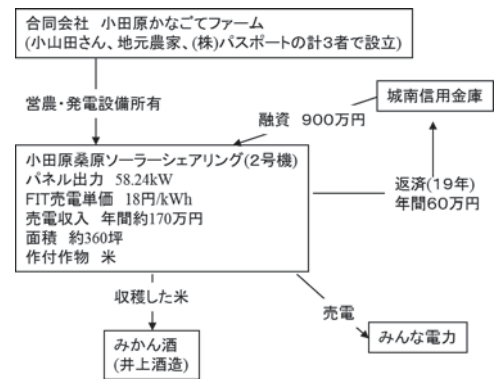 合同会社 小田原かなごてファーム
(小山田さん、地元農家、(株)パスポートの計3者で設立)
営農・発電設備所有
城南信用金庫
融資 900万円
小田原桑原ソーラーシェアリング(2号機)
パネル出力 58.24kW
FIT売電単価 18円/kWh
売電収入 年間約170万円
面積 約360坪
作付作物 米
返済(19年)
年間60万円
収穫した米
売電
みかん酒
(井上酒造)
みんな電力